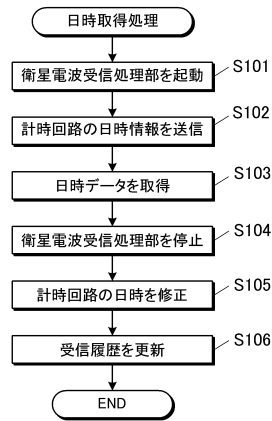 日時取得処理
衛星電波受信処理部を起動
S101
計時回路の日時情報を送信
S102
日時データを取得
S103
衛星電波受信処理部を停止
S104
計時回路の日時を修正
S105
受信履歴を更新
S106
END